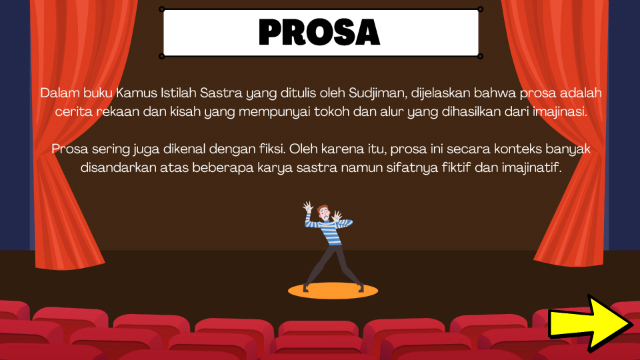 PROSA
Dalam buku Kamus Istilah Sastra yang ditulis oleh Sudjiman, dijelaskan bahwa prosa adalah
cerita rekaan dan kisah yang mempunyai tokoh dan alur yang dihasilkan dari imajinasi.
Prosa sering juga dikenal dengan fiksi. Oleh karena itu, prosa ini secara konteks banyak
disandarkan atas beberapa karya sastra namun sifatnya fiktif dan imajinatif.